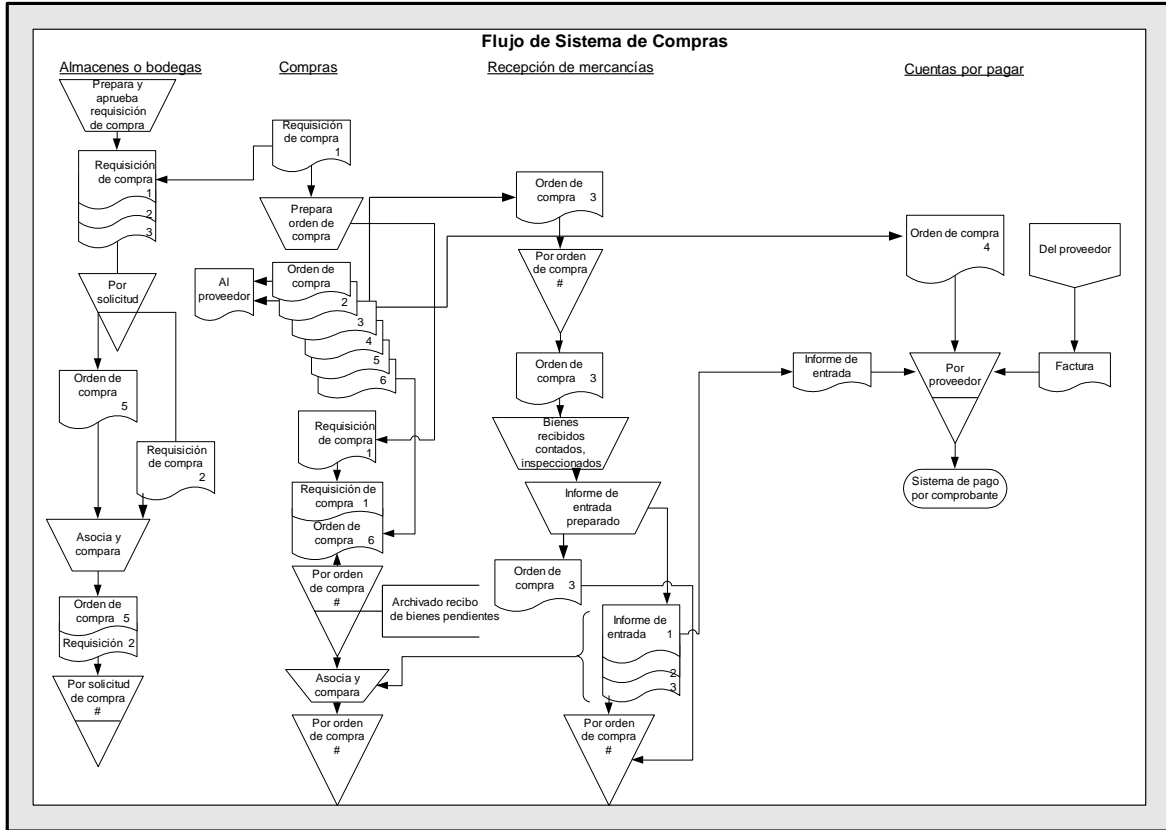 Flujo de Sistema de Compras
Almacenes o bodegas
Prepara y
aprueba
requisición
de compra
Requisición
de compra
1
2
3
Por
solicitud
Orden de
compra
5
Requisición
de compra
2
Asocia y
compara
Orden de
compra 5
Requisición 2
Por solicitud
de compra
#
Compras
Requisición
de compra
1
Prepara
orden de
compra
Al
proveedor
Orden de
compra
2
3
4
5
6
Requisición
de compra
1
Requisición de
compra 1
Orden de
compra 6
Por orden
de compra
#
Archivado recibo
de bienes pendientes
Asocia y
compara
Por orden
de compra
#
Recepción de mercancías
Orden de
compra 3
Por orden
de compra
#
Orden de
compra 3
Bienes
recibidos
contados,
inspeccionados
Informe de
entrada
preparado
Orden de
compra 3
Informe de
entrada 1
2
3
Por orden
de compra
#
Cuentas por pagar
Orden de compra
4
Del proveedor
Informe de
entrada
Por
proveedor
Factura
Sistema de pago
por comprobante